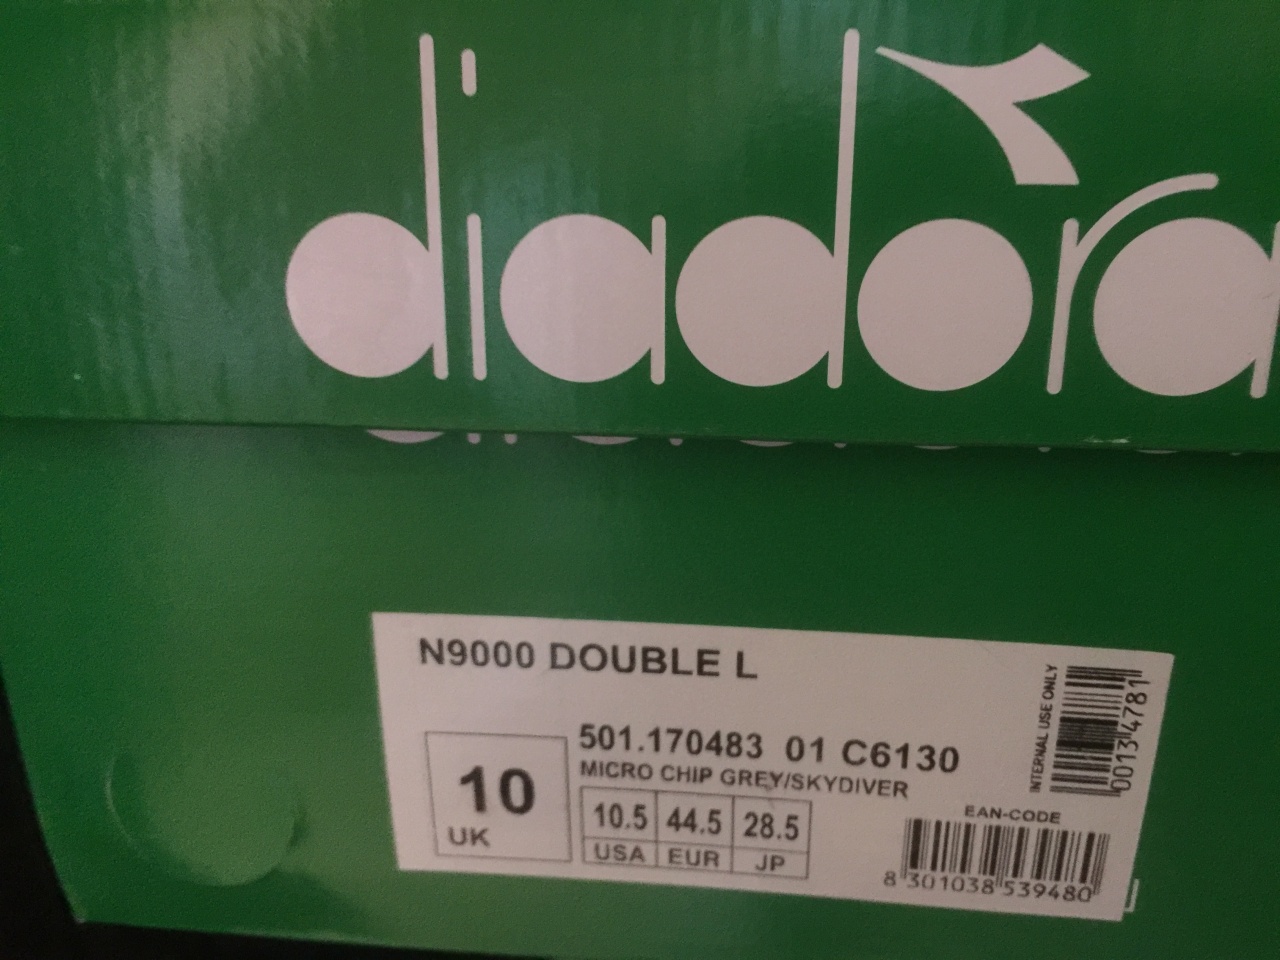 diadora
N9000 DOUBLE L
501.170483 01 C6130
MICRO CHIP GREY/SKYDIVER
10
UK
10.5 44.5 28.5
USA EUR JP
INTERNAL USE ONLY
00134781
EAN-CODE
8 301038 539480